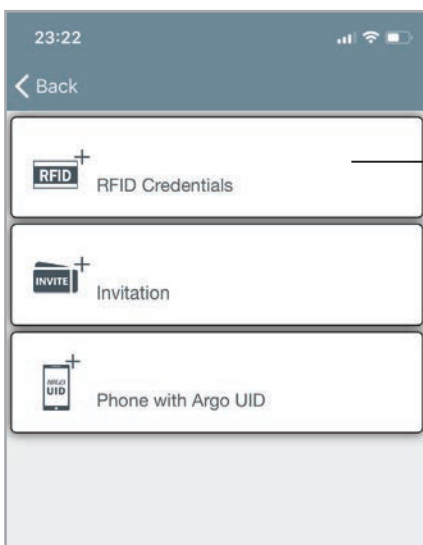 23:22
Back
RFID
RFID Credentials
INVITE
Invitation
ARGO
UID
Phone with Argo UID